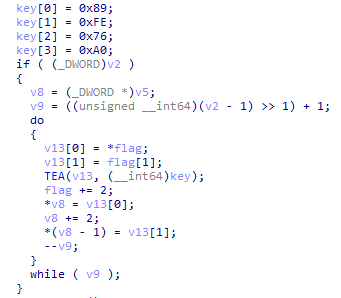 key[0] = 0x89;
key[1] = 0xFE;
key[2] = 0x76;
key[3] = 0xA0;
if ( (_DWORD)v2 )
{
v8 = (_DWORD *)v5;
v9 = ((unsigned __int64)(v2 - 1) >> 1) + 1;
do
{
v13[0] = *flag;
v13[1] = flag[1];
TEA(v13, (__int64)key);
flag += 2;
*v8 = v13[0];
v8 += 2;
*(v8 - 1) = v13[1];
--v9;
}
while ( v9 );
}